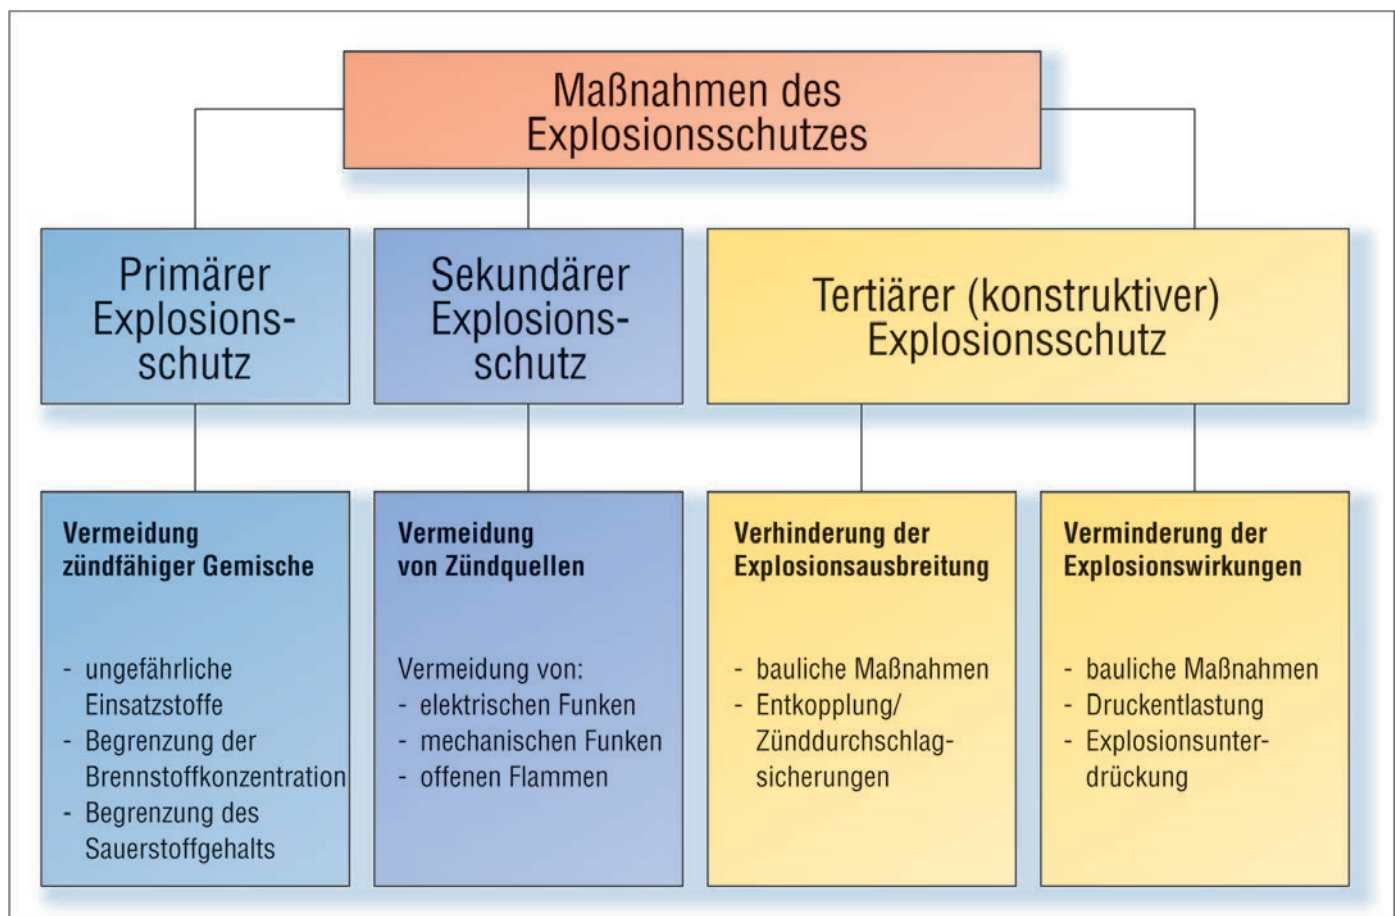 Maßnahmen des
Explosionsschutzes
Primärer
Explosions-
schutz
Sekundärer
Explosions-
schutz
Tertiärer (konstruktiver)
Explosionsschutz
Vermeidung
zündfähiger Gemische
- ungefährliche
Einsatzstoffe
- Begrenzung der
Brennstoffkonzentration
- Begrenzung des
Sauerstoffgehalts
Vermeidung
von Zündquellen
Vermeidung von:
- elektrischen Funken
- mechanischen Funken
- offenen Flammen
Verhinderung der
Explosionsausbreitung
- bauliche Maßnahmen
- Entkopplung/
Zünddurchschlag-
sicherungen
Verminderung der
Explosionswirkungen
- bauliche Maßnahmen
- Druckentlastung
- Explosionsunter-
drückung